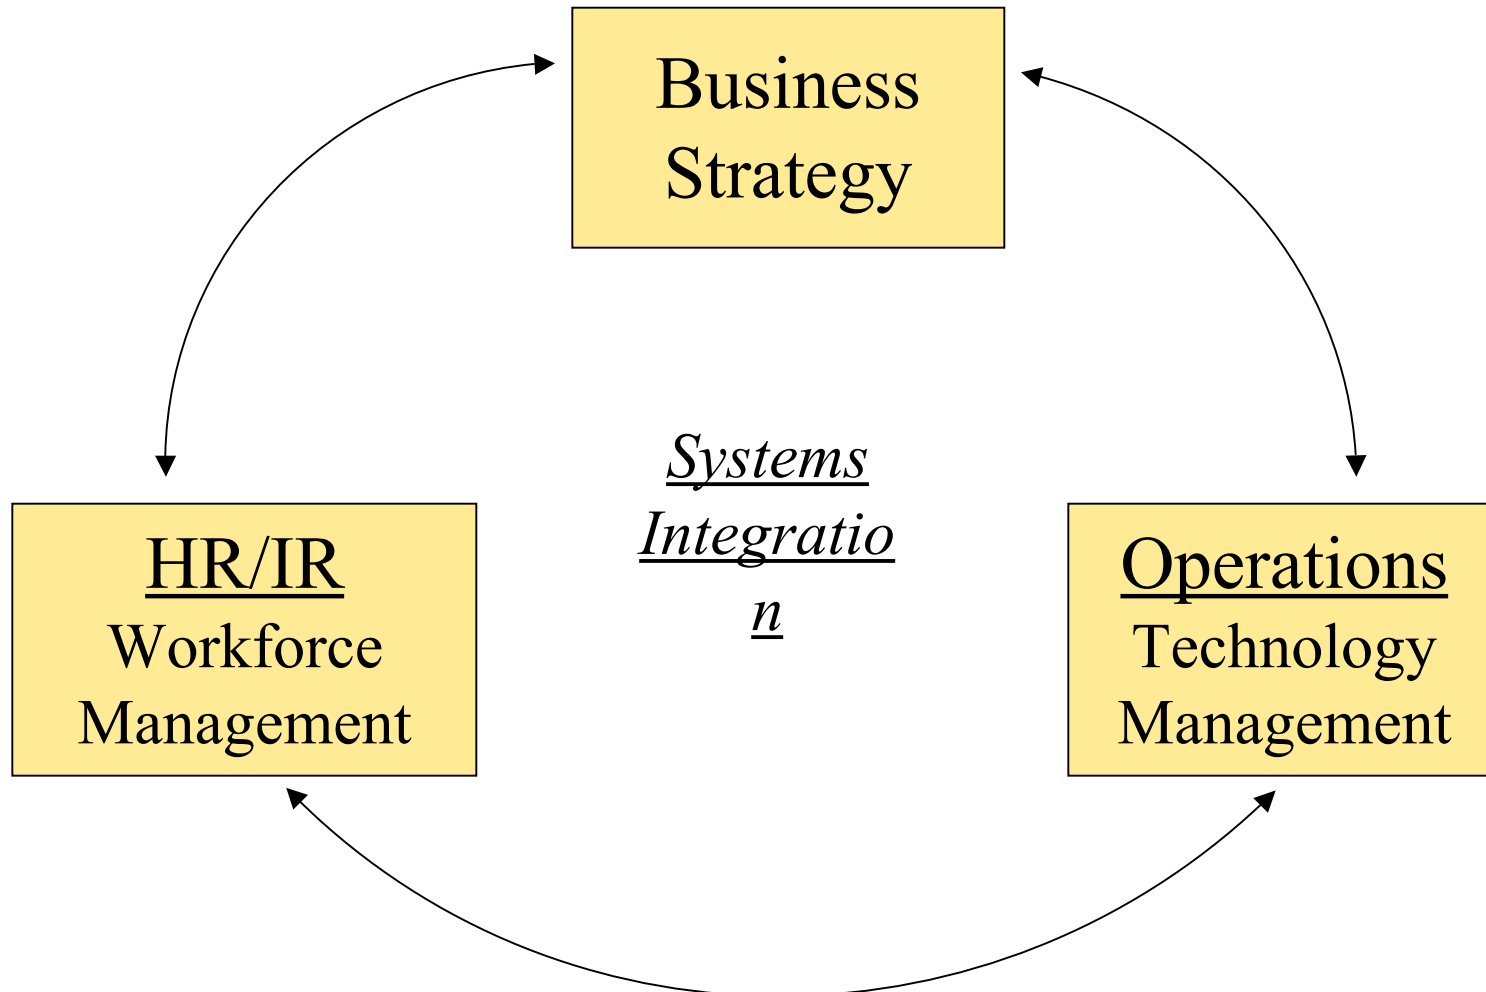 Business
Strategy
Systems
Integratio
n
HR/IR
Workforce
Management
Operations
Technology
Management